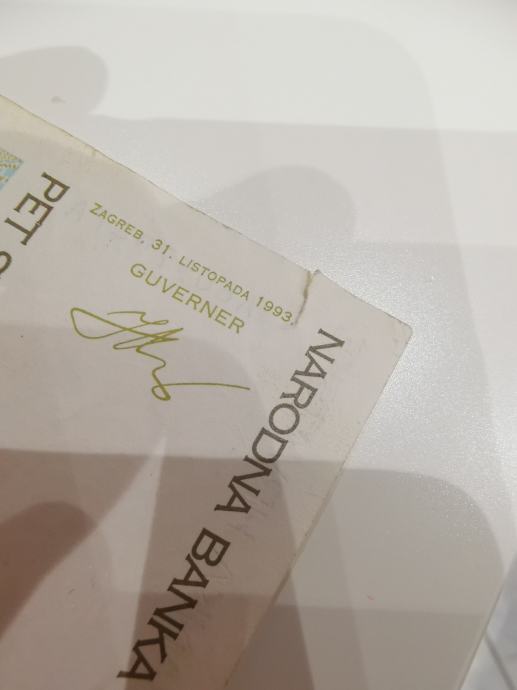 ZAGREB, 31. LISTOPADA 1993.
GUVERNER
NARODNA BANKA
PET